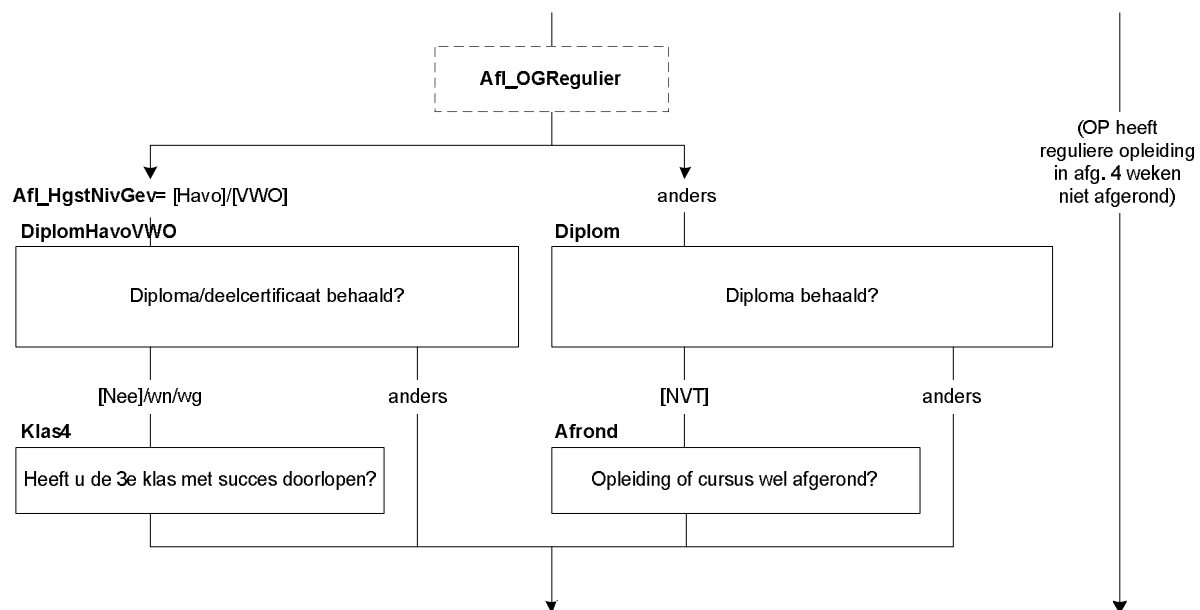 Afl_OGRegulier
(OP heeft
reguliere opleiding
in afg. 4 weken
niet afgerond)
Afl_HgstNivGev= [Havo]/[VWO]
anders
DiplomHavoVWO
Diplom
Diploma/deelcertificaat behaald?
Diploma behaald?
[Nee]/wn/wg
anders
[NVT]
anders
Klas4
Afrond
Heeft u de 3e klas met succes doorlopen?
Opleiding of cursus wel afgerond?